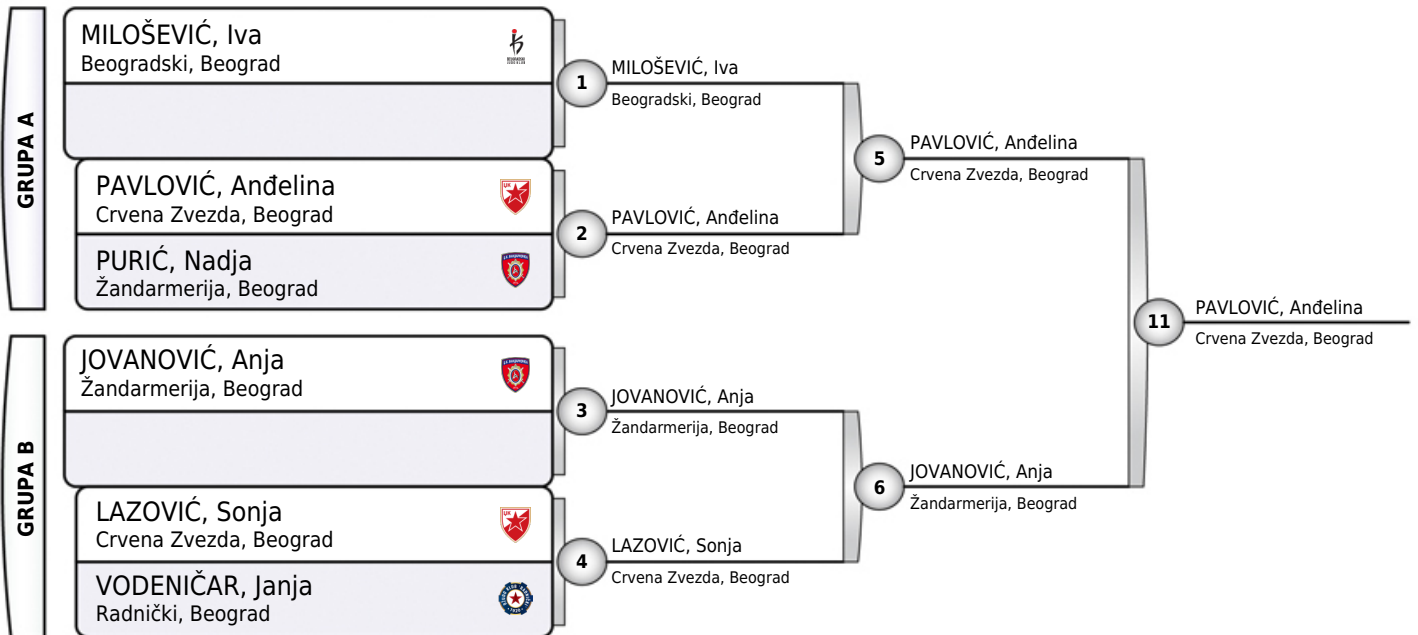 GRUPA A
MILOŠEVIĆ, Iva
Beogradski, Beograd
PAVLOVIĆ, Anđelina
Crvena Zvezda, Beograd
PURIĆ, Nadja
Žandarmerija, Beograd
GRUPA B
JOVANOVIĆ, Anja
Žandarmerija, Beograd
LAZOVIĆ, Sonja
Crvena Zvezda, Beograd
VODENIČAR, Janja
Radnički, Beograd
1
MILOŠEVIĆ, Iva
Beogradski, Beograd
2
PAVLOVIĆ, Anđelina
Crvena Zvezda, Beograd
3
JOVANOVIĆ, Anja
Žandarmerija, Beograd
4
LAZOVIĆ, Sonja
Crvena Zvezda, Beograd
5
PAVLOVIĆ, Anđelina
Crvena Zvezda, Beograd
6
JOVANOVIĆ, Anja
Žandarmerija, Beograd
11
PAVLOVIĆ, Anđelina
Crvena Zvezda, Beograd